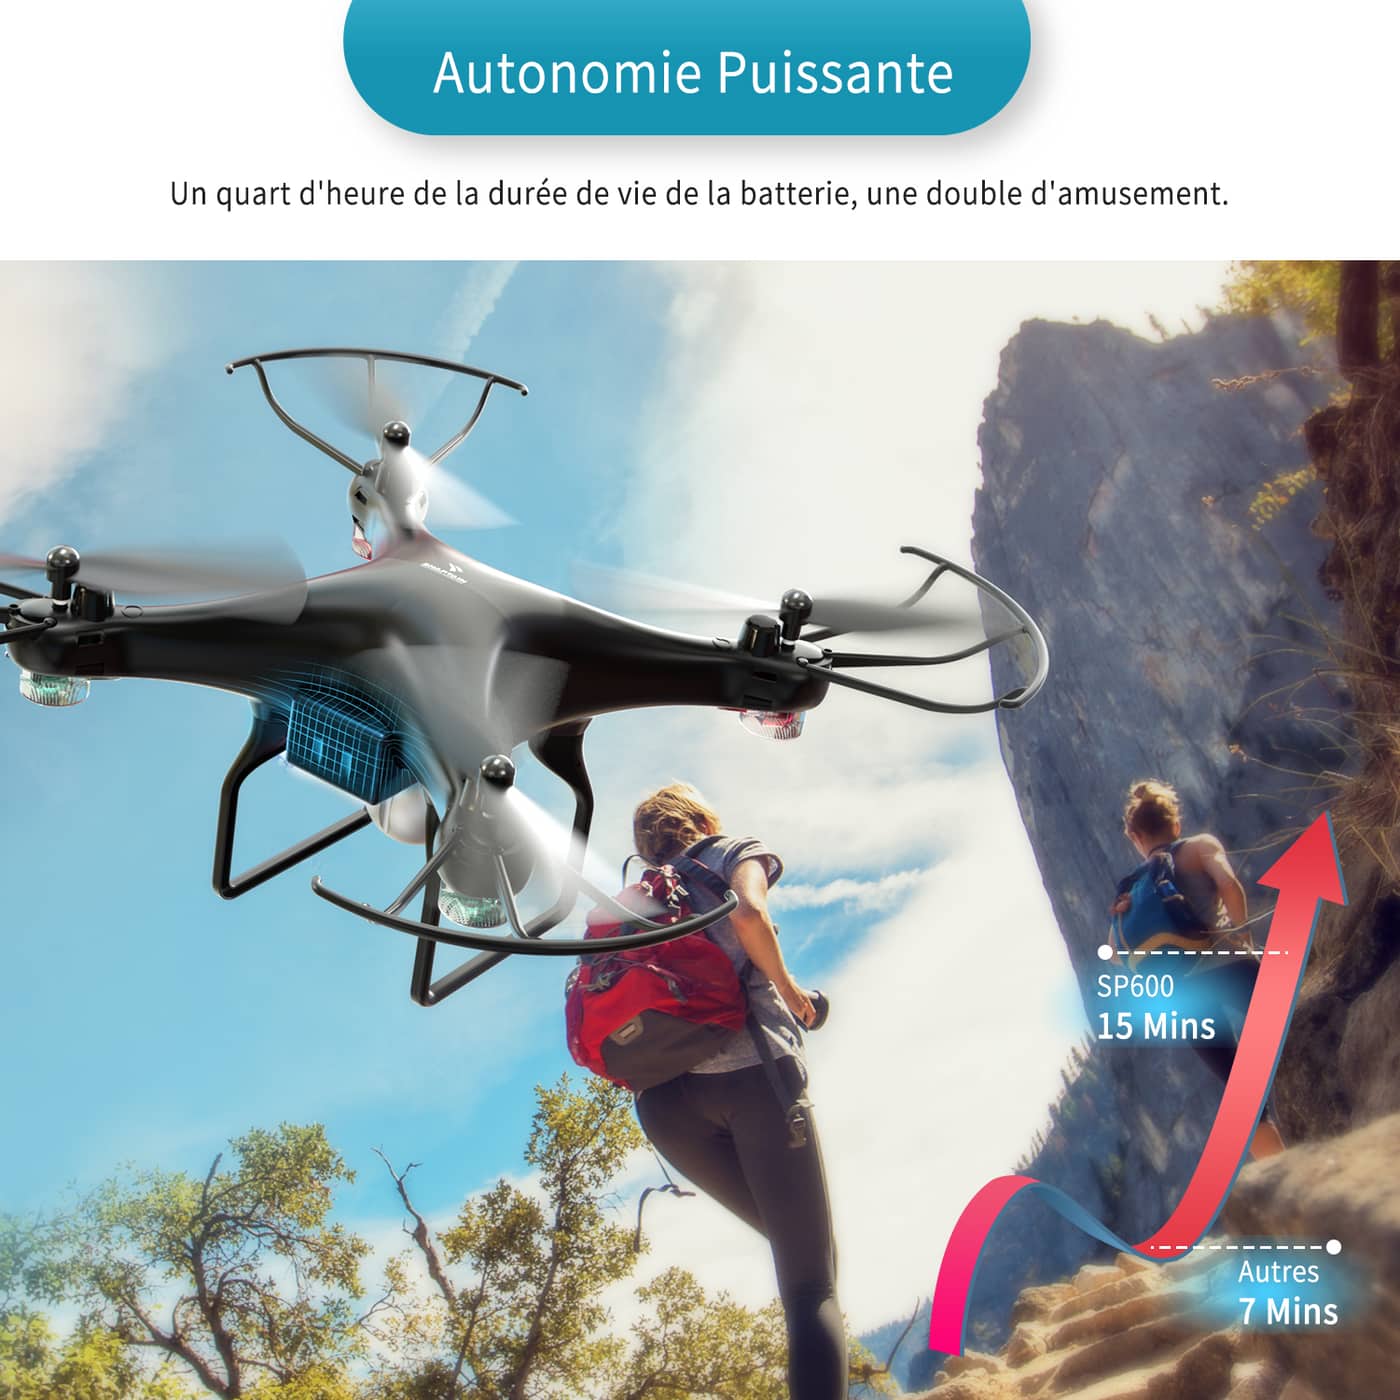 Autonomie Puissante
Un quart d'heure de la durée de vie de la batterie, une double d'amusement.
SNAPTAIN
SP600
15 Mins
Autres
7 Mins